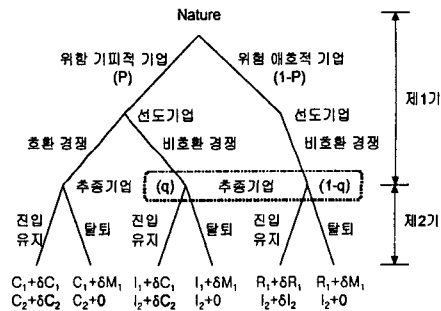 Nature
위함 기피적 기업 위험 애호적 기업
(P) (1-P)
제1기
선도기업 선도기업
호환 경쟁 비호환 경쟁 비호환 경쟁
추종기업 (q) 추종기업 (1-q)
진입 탈퇴 진입 탈퇴 진입 탈퇴
유지 유지 유지
제2기
C₁+δC₁ C₁+δM₁ I₁+δC₁ I₁+δM₁ R₁+δR₁ R₁+δM₁
C₂+δC₂ C₂+0 I₂+δC₂ I₂+0 I₂+δI₂ I₂+0